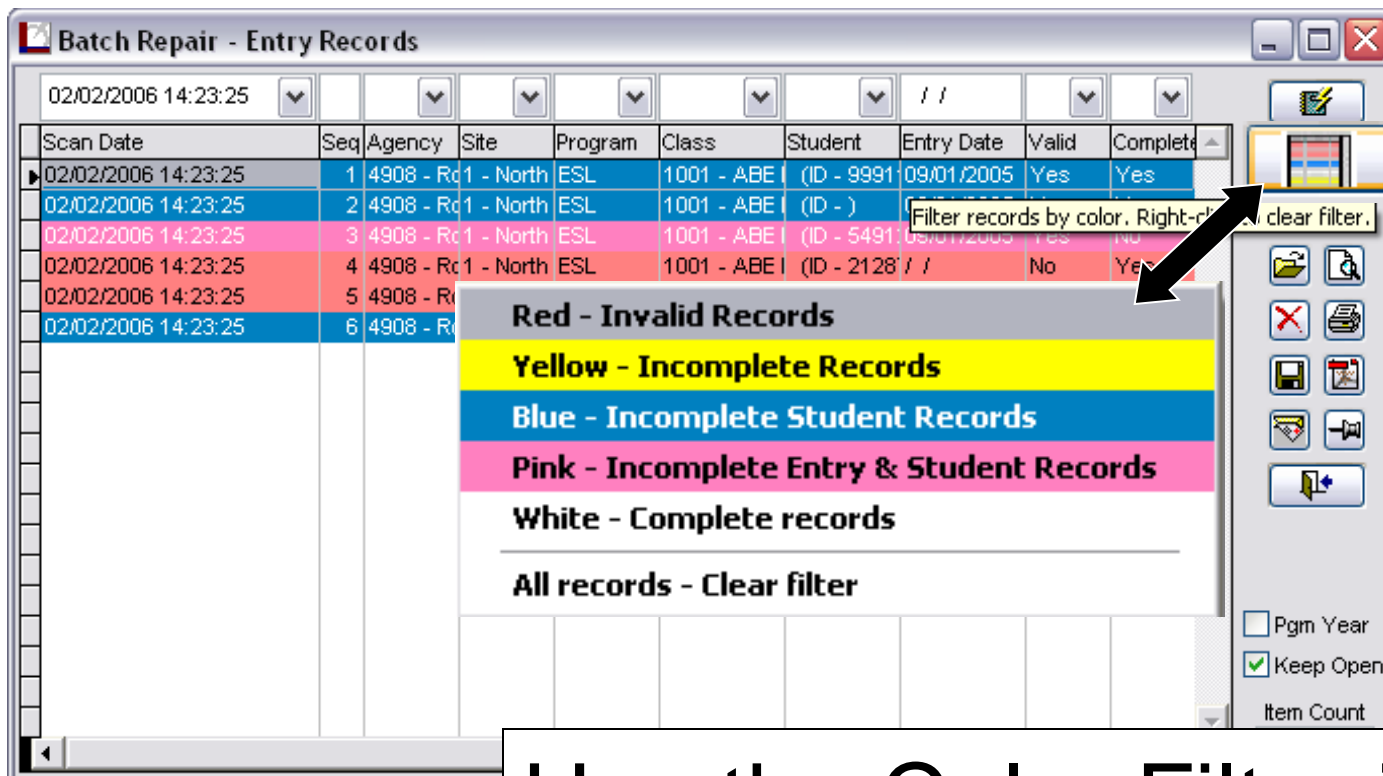 Batch Repair - Entry Records
02/02/2006 14:23:25 / /
Scan Date Seq Agency Site Program Class Student Entry Date Valid Complete
02/02/2006 14:23:25 1 4908 - Ro 1 - North ESL 1001 - ABE I (ID - 9991 09/01/2005 Yes Yes
02/02/2006 14:23:25 2 4908 - Ro 1 - North ESL 1001 - ABE I (ID - )
Filter records by color. Right-cli clear filter.
02/02/2006 14:23:25 3 4908 - Ro 1 - North ESL 1001 - ABE I (ID - 5491 09/01/2005 Yes No
02/02/2006 14:23:25 4 4908 - Ro 1 - North ESL 1001 - ABE I (ID - 2128 / / No Yes
02/02/2006 14:23:25 5 4908 - Ro
02/02/2006 14:23:25 6 4908 - Ro
Red - Invalid Records
Yellow - Incomplete Records
Blue - Incomplete Student Records
Pink - Incomplete Entry & Student Records
White - Complete records
All records - Clear filter
Pgm Year
Keep Open
Item Count